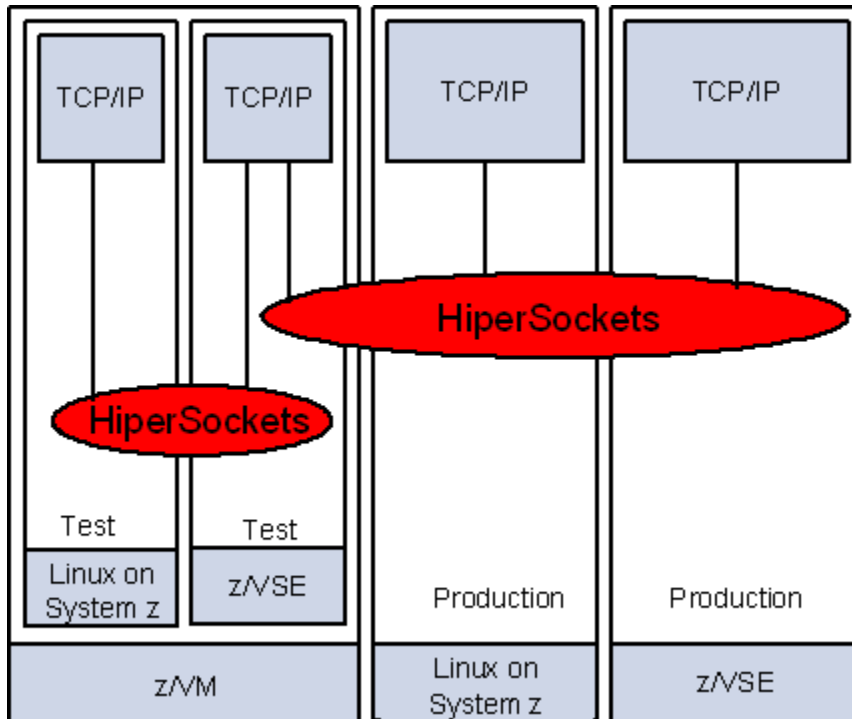 TCP/IP
TCP/IP
TCP/IP
TCP/IP
HiperSockets
HiperSockets
Test
Test
Linux on
System z
z/VSE
Production
Production
z/VM
Linux on
System z
z/VSE